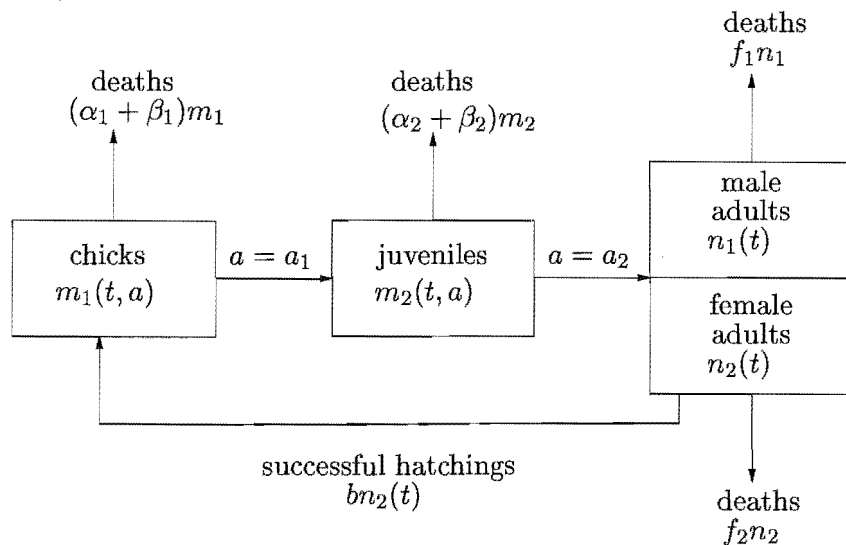 deaths
f₁n₁
deaths
(α₁ + β₁)m₁
deaths
(α₂ + β₂)m₂
male
adults
n₁(t)
chicks
m₁(t, a)
a = a₁
juveniles
m₂(t, a)
a = a₂
female
adults
n₂(t)
successful hatchings
bn₂(t)
deaths
f₂n₂